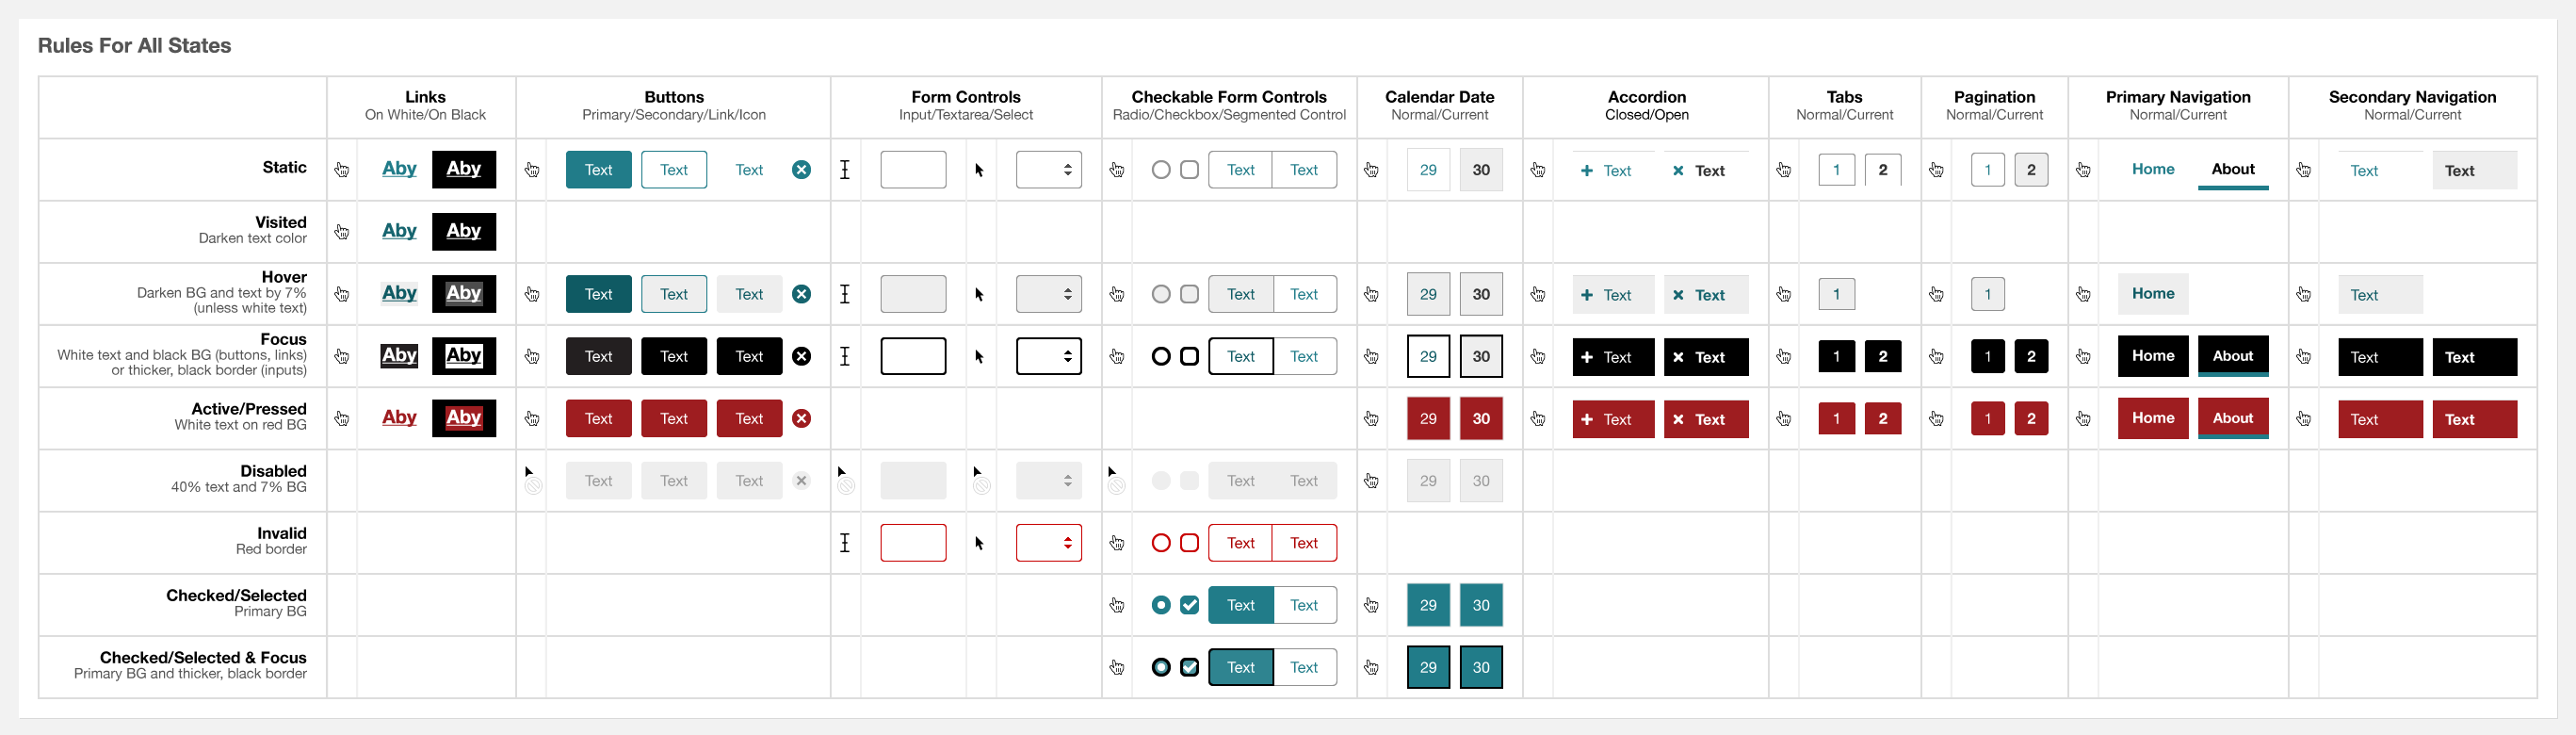 Rules For All States
Links
On White/On Black
Buttons
Primary/Secondary/Link/Icon
Form Controls
Input/Textarea/Select
Checkable Form Controls
Radio/Checkbox/Segmented Control
Calendar Date
Normal/Current
Accordion
Closed/Open
Tabs
Normal/Current
Pagination
Normal/Current
Primary Navigation
Normal/Current
Secondary Navigation
Normal/Current
Static
Aby Aby Text Text Text Text Text 29 30 Text Text 1 2 1 2 Home About Text Text
Visited
Darken text color
Aby Aby
Hover
Darken BG and text by 7%
(unless white text)
Aby Aby Text Text Text Text Text 29 30 Text Text 1 1 Home Text
Focus
White text and black BG (buttons, links)
or thicker, black border (inputs)
Aby Aby Text Text Text Text Text 29 30 Text Text 1 2 1 2 Home About Text Text
Active/Pressed
White text on red BG
Aby Aby Text Text Text 29 30 Text Text 1 2 1 2 Home About Text Text
Disabled
40% text and 7% BG
Text Text Text Text Text 29 30
Invalid
Red border
Text Text
Checked/Selected
Primary BG
Text Text 29 30
Checked/Selected & Focus
Primary BG and thicker, black border
Text Text 29 30